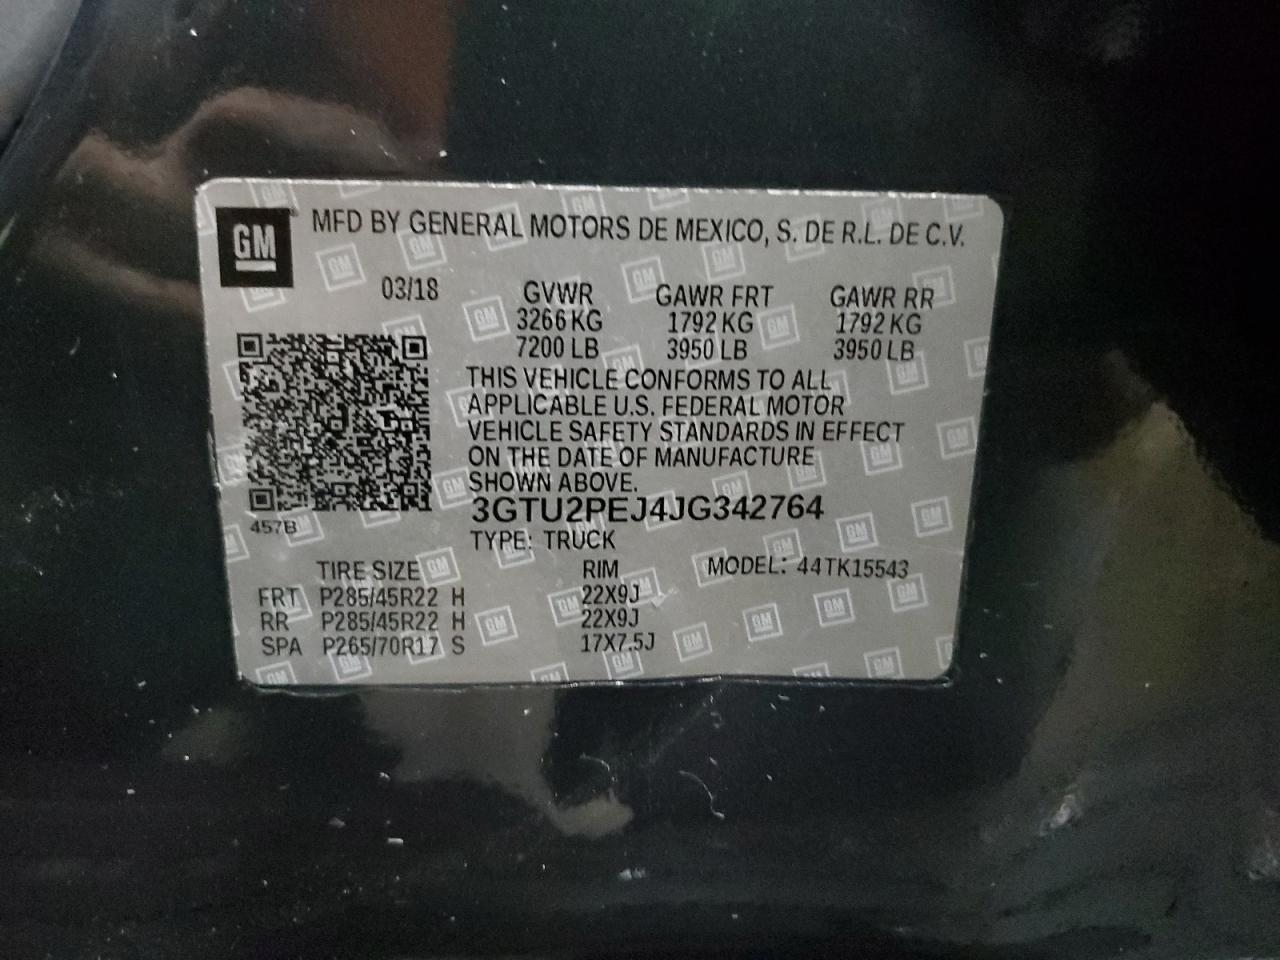 GM MFD BY GENERAL MOTORS DE MEXICO, S. DE R.L. DE C.V.
03/18 GVWR GAWR FRT GAWR RR
3266 KG 1792 KG 1792 KG
7200 LB 3950 LB 3950 LB
THIS VEHICLE CONFORMS TO ALL
APPLICABLE U.S. FEDERAL MOTOR
VEHICLE SAFETY STANDARDS IN EFFECT
ON THE DATE OF MANUFACTURE
SHOWN ABOVE.
3GTU2PEJ4JG342764
457B
TYPE: TRUCK
TIRE SIZE RIM MODEL: 44TK15543
FRT P285/45R22 H 22X9J
RR P285/45R22 H 22X9J
SPA P265/70R17 S 17X7.5J